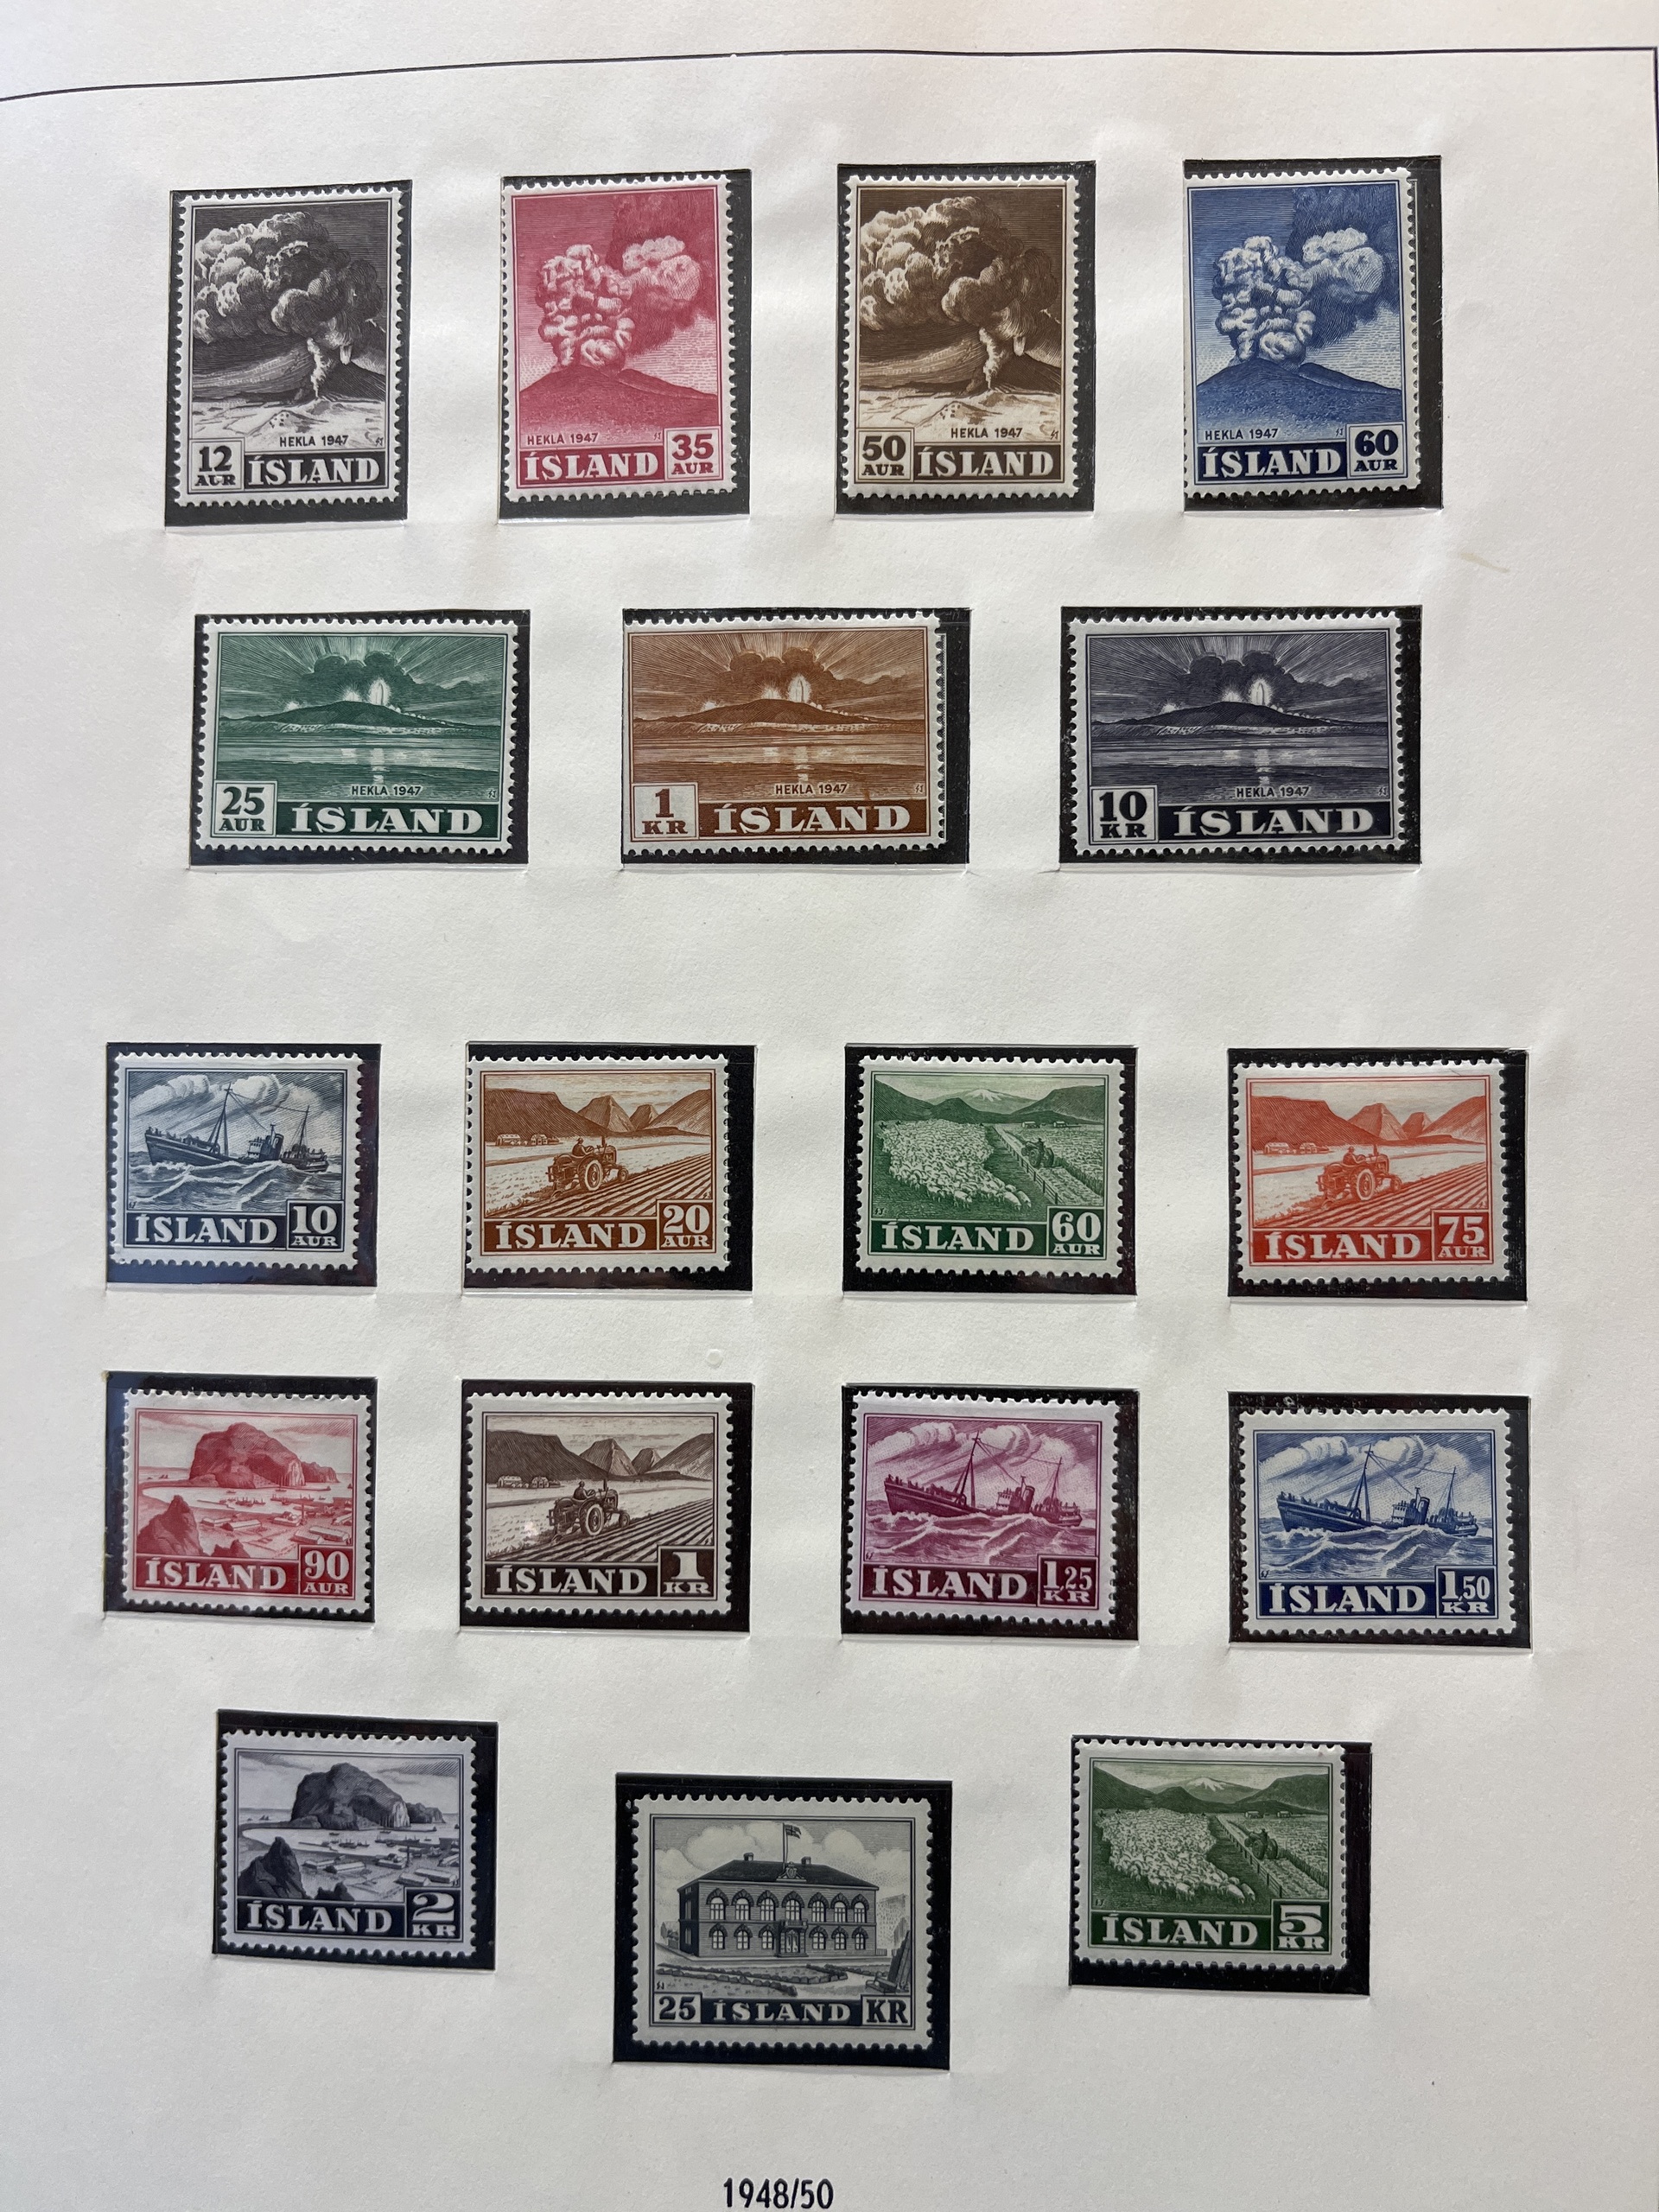 HEKLA 1947
12 AUR ÍSLAND
HEKLA 1947
ÍSLAND 35 AUR
HEKLA 1947
50 AUR ÍSLAND
HEKLA 1947
ÍSLAND 60 AUR
HEKLA 1947
25 AUR ÍSLAND
HEKLA 1947
1 KR ÍSLAND
HEKLA 1947
10 KR ÍSLAND
ÍSLAND 10 AUR
ÍSLAND 20 AUR
ÍSLAND 60 AUR
ÍSLAND 75 AUR
ÍSLAND 90 AUR
ÍSLAND 1 KR
ÍSLAND 1,25 KR
ÍSLAND 1,50 KR
ÍSLAND 2 KR
25 ÍSLAND KR
ÍSLAND 5 KR
1948/50